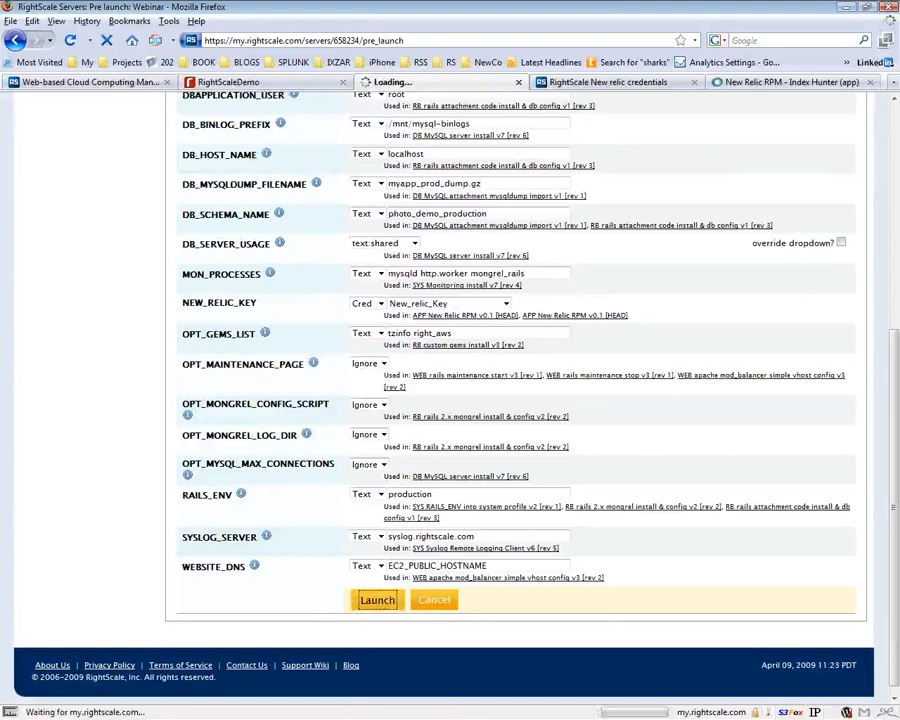 RightScale Servers: Pre launch: Webinar - Mozilla Firefox
File Edit View History Bookmarks Tools Help
RS https://my.rightscale.com/servers/658234/pre_launch Google
Most Visited My Projects 202 BOOK SPLUNK IXZAR iPhone RSS RS NewCo Latest Headlines Search for "sharks" Analytics Settings - Go... LinkedIn
Web-based Cloud Computing Man... RightScaleDemo Loading... RightScale New relic credentials New Relic RPM - Index Hunter (app)
DBAPPLICATION_USER Text root
Used in: RB rails attachment code install & db config v1 [rev 3]
DB_BINLOG_PREFIX Text /mnt/mysql-binlogs
Used in: DB MySQL server install v7 [rev 6]
DB_HOST_NAME Text localhost
Used in: RB rails attachment code install & db config v1 [rev 3]
DB_MYSQLDUMP_FILENAME Text myapp_prod_dump.gz
Used in: DB MySQL attachment mysqldump import v1 [rev 1]
DB_SCHEMA_NAME Text photo_demo_production
Used in: DB MySQL attachment mysqldump import v1 [rev 1], RB rails attachment code install & db config v1 [rev 3]
DB_SERVER_USAGE text:shared override dropdown?
Used in: DB MySQL server install v7 [rev 6]
MON_PROCESSES Text mysqld http.worker mongrel_rails
Used in: SYS Monitoring install v7 [rev 4]
NEW_RELIC_KEY Cred New_relic_Key
Used in: APP New Relic RPM v0.1 [HEAD], APP New Relic RPM v0.1 [HEAD]
OPT_GEMS_LIST Text tzinfo right_aws
Used in: RB custom gems install v3 [rev 2]
OPT_MAINTENANCE_PAGE Ignore
Used in: WEB rails maintenance start v3 [rev 1], WEB rails maintenance stop v3 [rev 1], WEB apache mod_balancer simple vhost config v3
[rev 2]
OPT_MONGREL_CONFIG_SCRIPT Ignore
Used in: RB rails 2.x mongrel install & config v2 [rev 2]
OPT_MONGREL_LOG_DIR Ignore
Used in: RB rails 2.x mongrel install & config v2 [rev 2]
OPT_MYSQL_MAX_CONNECTIONS Ignore
Used in: DB MySQL server install v7 [rev 6]
RAILS_ENV Text production
Used in: SYS RAILS_ENV into system profile v2 [rev 1], RB rails 2.x mongrel install & config v2 [rev 2], RB rails attachment code install & db
config v1 [rev 3]
SYSLOG_SERVER Text syslog.rightscale.com
Used in: SYS Syslog Remote Logging Client v6 [rev 5]
WEBSITE_DNS Text EC2_PUBLIC_HOSTNAME
Used in: WEB apache mod_balancer simple vhost config v3 [rev 2]
Launch Cancel
About Us | Privacy Policy | Terms of Service | Contact Us | Support Wiki | Blog April 09, 2009 11:23 PDT
© 2006-2009 RightScale, Inc. All rights reserved.
Waiting for my.rightscale.com... my.rightscale.com S3Fox IP